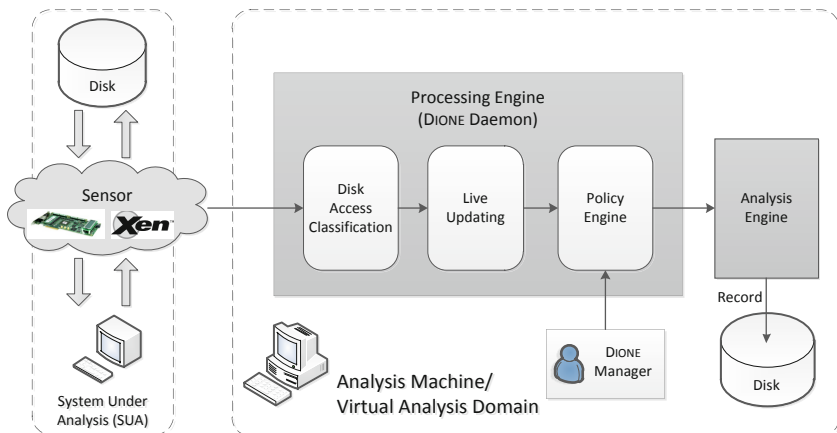 Disk
Sensor
Xen™
System Under
Analysis (SUA)
Processing Engine
(DIONE Daemon)
Disk
Access
Classification
Live
Updating
Policy
Engine
Analysis
Engine
Record
Disk
DIONE
Manager
Analysis Machine/
Virtual Analysis Domain